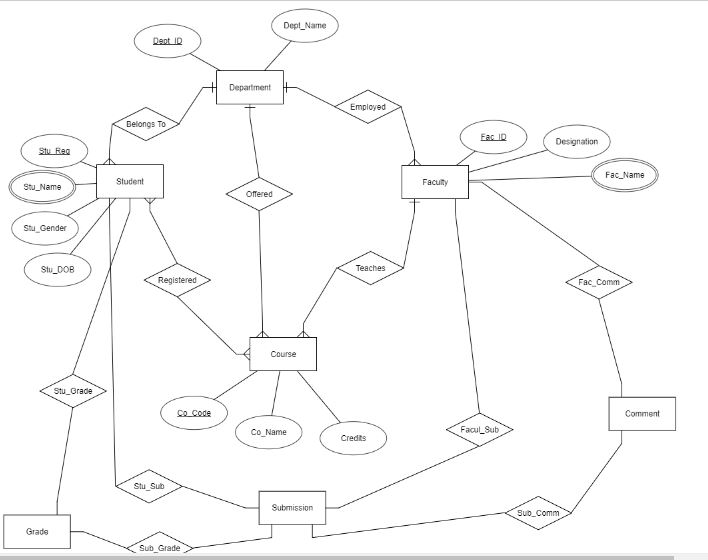 Dept_Name
Dept_ID
Department
Employed
Belongs To
Stu_Reg
Fac_ID
Designation
Fac_Name
Student
Faculty
Stu_Name
Offered
Stu_Gender
Stu_DOB
Registered
Teaches
Fac_Comm
Course
Stu_Grade
Co_Code
Co_Name
Credits
Comment
Facul_Sub
Stu_Sub
Submission
Sub_Comm
Grade
Sub_Grade